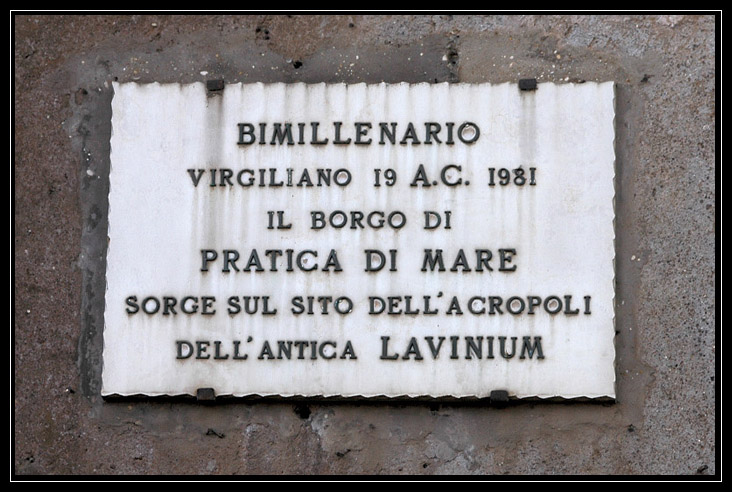 BIMILLENARIO
VIRGILIANO 19 A.C. 1981
IL BORGO DI
PRATICA DI MARE
SORGE SUL SITO DELL'ACROPOLI
DELL'ANTICA LAVINIUM